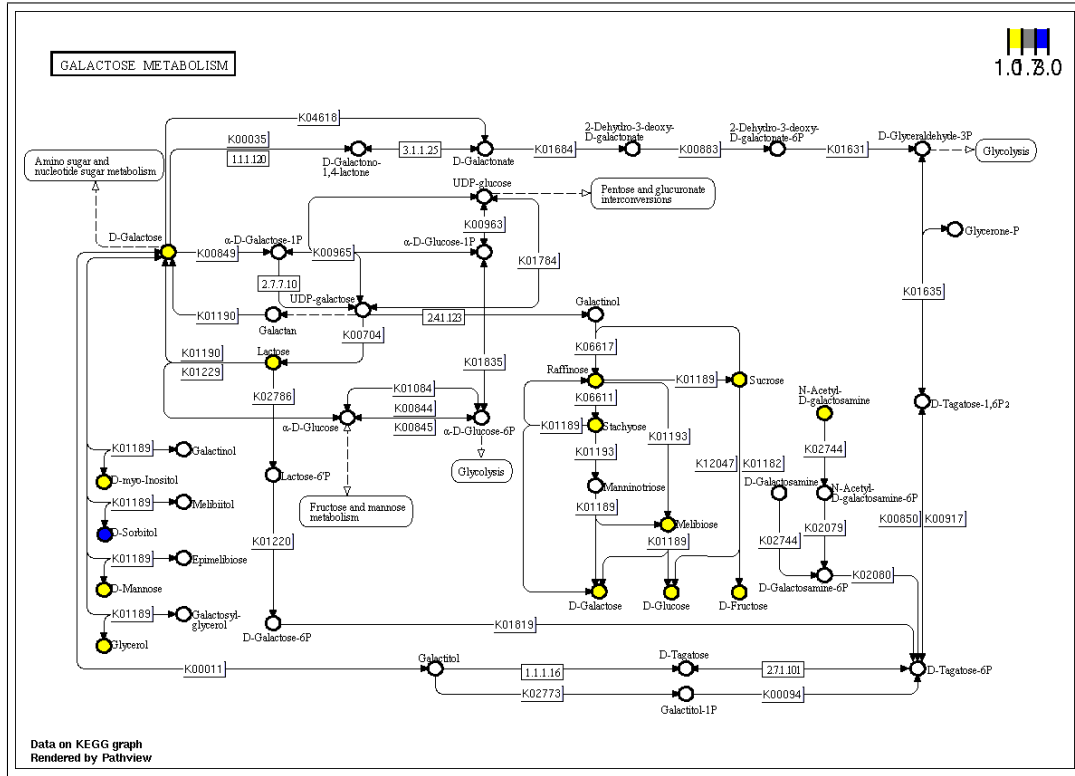 GALACTOSE METABOLISM
K04618
K00035
1.1.1.120
D-Galactono-
1,4-lactone
3.1.1.25
D-Galactonate
K01684
2-Dehydro-3-deoxy-
D-galactonate
K00883
2-Dehydro-3-deoxy-
D-galactonate-6P
K01631
D-Glyceraldehyde-3P
Glycolysis
Amino sugar and
nucleotide sugar metabolism
UDP-glucose
Pentose and glucuronate
interconversions
K00963
D-Galactose
K00849
α-D-Galactose-1P
K00965
α-D-Glucose-1P
K01784
Glycerone-P
2.7.7.10
UDP-galactose
K01635
K01190
Galactan
K00704
2.4.1.123
Galactinol
K01190
K01229
Lactose
K01835
K06617
K02786
K01084
K00844
K00845
α-D-Glucose
α-D-Glucose-6P
Raffinose
K01189
Sucrose
K06611
K01189
Stachyose
K01193
K01193
N-Acetyl-
D-galactosamine
D-Tagatose-1,6P2
K02744
K01189
Galactinol
D-myo-Inositol
Lactose-6'P
Glycolysis
K12047
K01182
Manninotriose
K01189
D-Galactosamine
N-Acetyl-
D-galactosamine-6P
K01189
Melibiitol
D-Sorbitol
Fructose and mannose
metabolism
Melibiose
K01189
K02744
K02079
K00850
K00917
K01220
K01189
Epimelibiose
D-Mannose
D-Galactose
D-Glucose
D-Fructose
D-Galactosamine-6P
K02080
K01189
Galactosyl-
glycerol
Glycerol
D-Galactose-6P
K01819
K00011
Galactitol
1.1.1.16
D-Tagatose
2.7.1.101
D-Tagatose-6P
K02773
Galactitol-1P
K00094
Data on KEGG graph
Rendered by Pathview